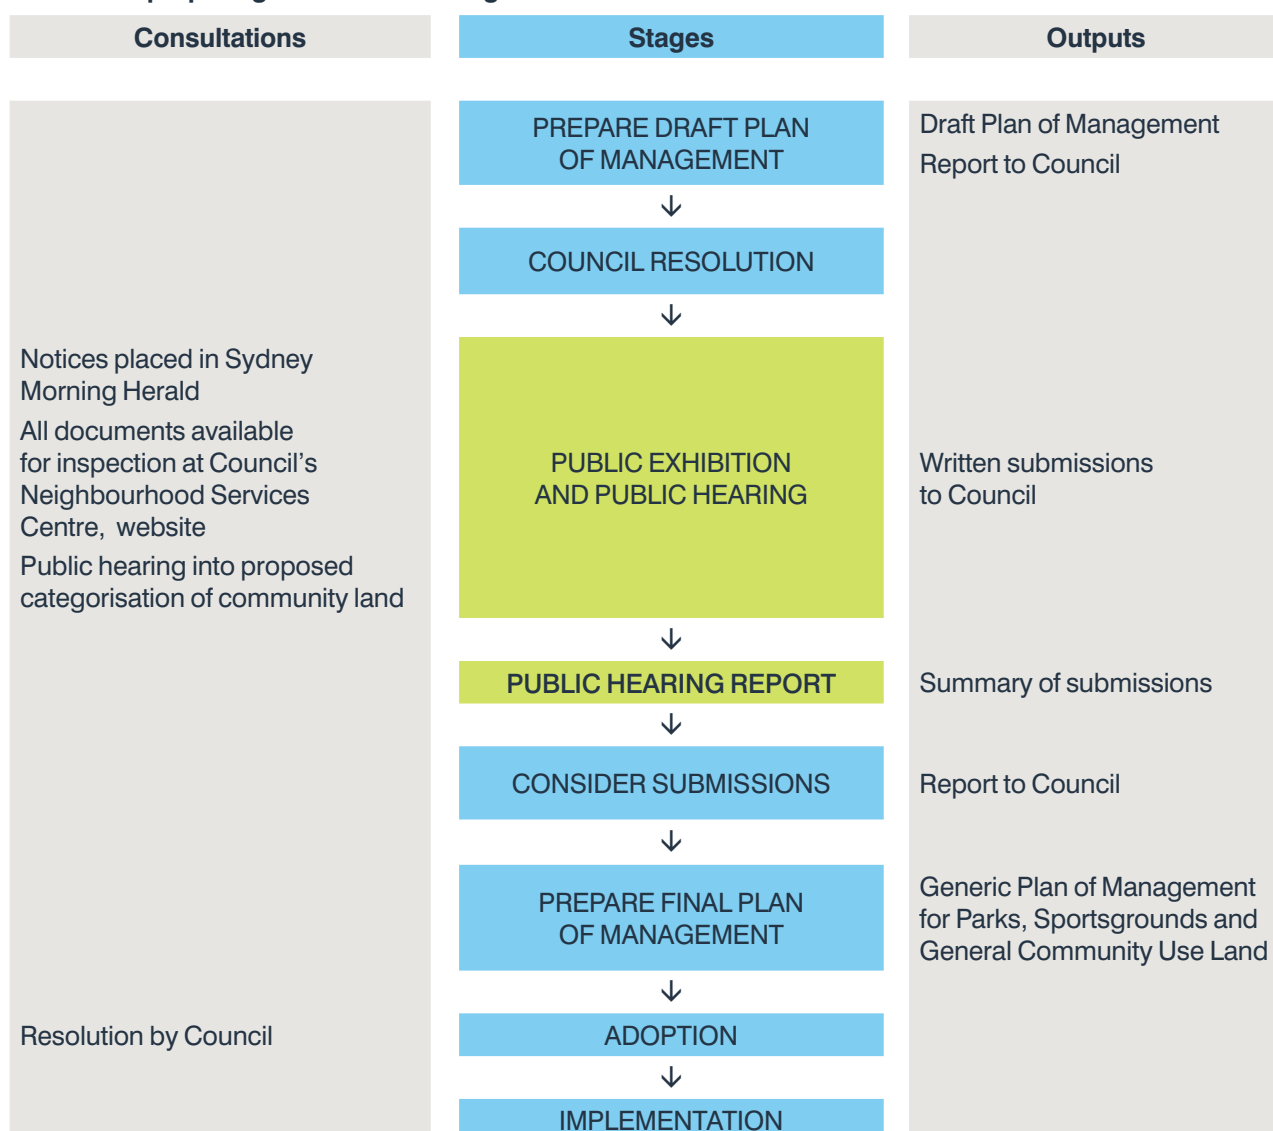 Consultations
Stages
Outputs
PREPARE DRAFT PLAN
OF MANAGEMENT
Draft Plan of Management
Report to Council
↓
COUNCIL RESOLUTION
↓
Notices placed in Sydney
Morning Herald
All documents available
for inspection at Council's
Neighbourhood Services
Centre, website
Public hearing into proposed
categorisation of community land
PUBLIC EXHIBITION
AND PUBLIC HEARING
Written submissions
to Council
↓
PUBLIC HEARING REPORT
Summary of submissions
↓
CONSIDER SUBMISSIONS
Report to Council
↓
PREPARE FINAL PLAN
OF MANAGEMENT
Generic Plan of Management
for Parks, Sportsgrounds and
General Community Use Land
↓
Resolution by Council
ADOPTION
↓
IMPLEMENTATION